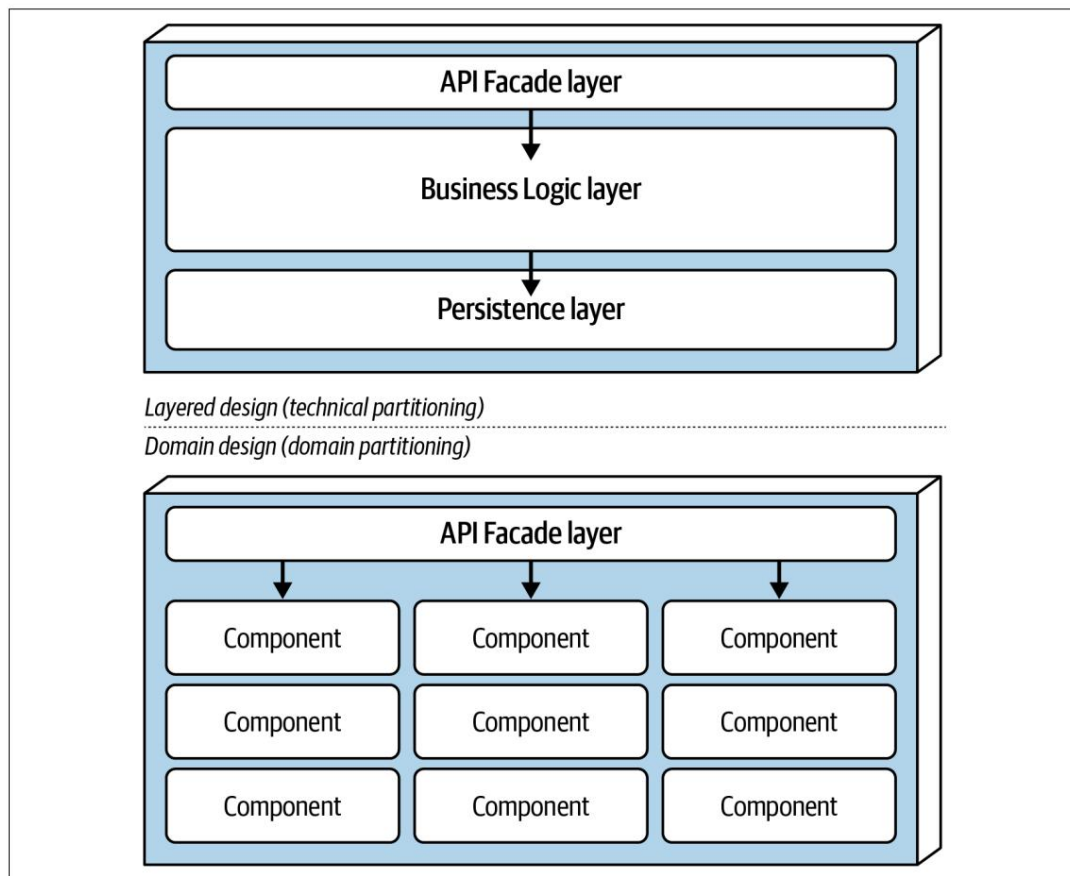 API Facade layer
Business Logic layer
Persistence layer
Layered design (technical partitioning)
Domain design (domain partitioning)
API Facade layer
Component Component Component
Component Component Component
Component Component Component